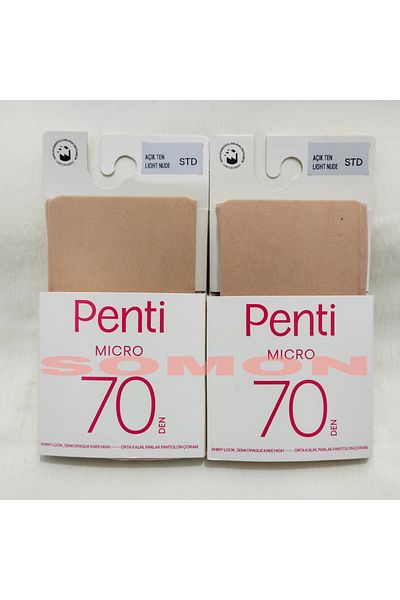 AÇIK TEN
LIGHT NUDE
STD
Penti
MICRO
70
DEN
SHINY LOOK, SEMI OPAQUE KNEE HIGH — ORTA KALIN, PARLAK PANTOLON ÇORABI
AÇIK TEN
LIGHT NUDE
STD
Penti
MICRO
70
DEN
SHINY LOOK, SEMI OPAQUE KNEE HIGH — ORTA KALIN, PARLAK PANTOLON ÇORABI
SOMON